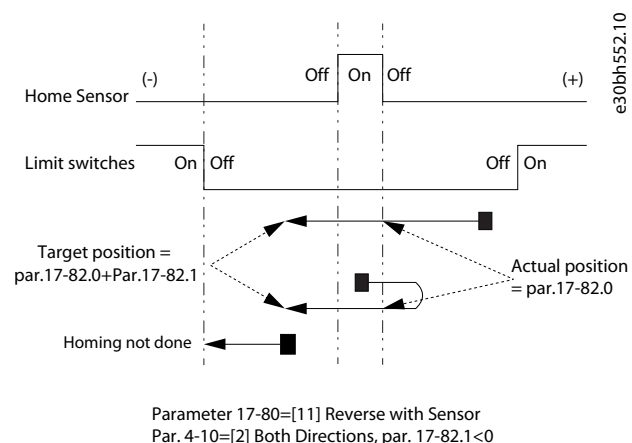 e30bh552.10
(-) Off On Off (+)
Home Sensor
Limit switches On Off Off On
Target position =
par.17-82.0+Par.17-82.1
Actual position
= par.17-82.0
Homing not done
Parameter 17-80=[11] Reverse with Sensor
Par. 4-10=[2] Both Directions, par. 17-82.1<0